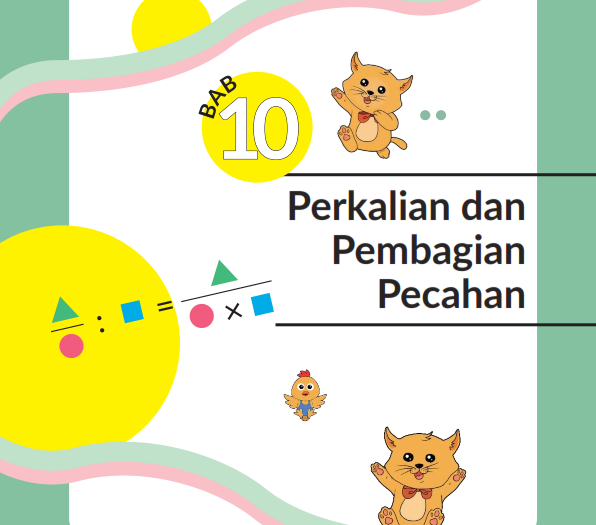 BAB
10
Perkalian dan
Pembagian
Pecahan
: = ×